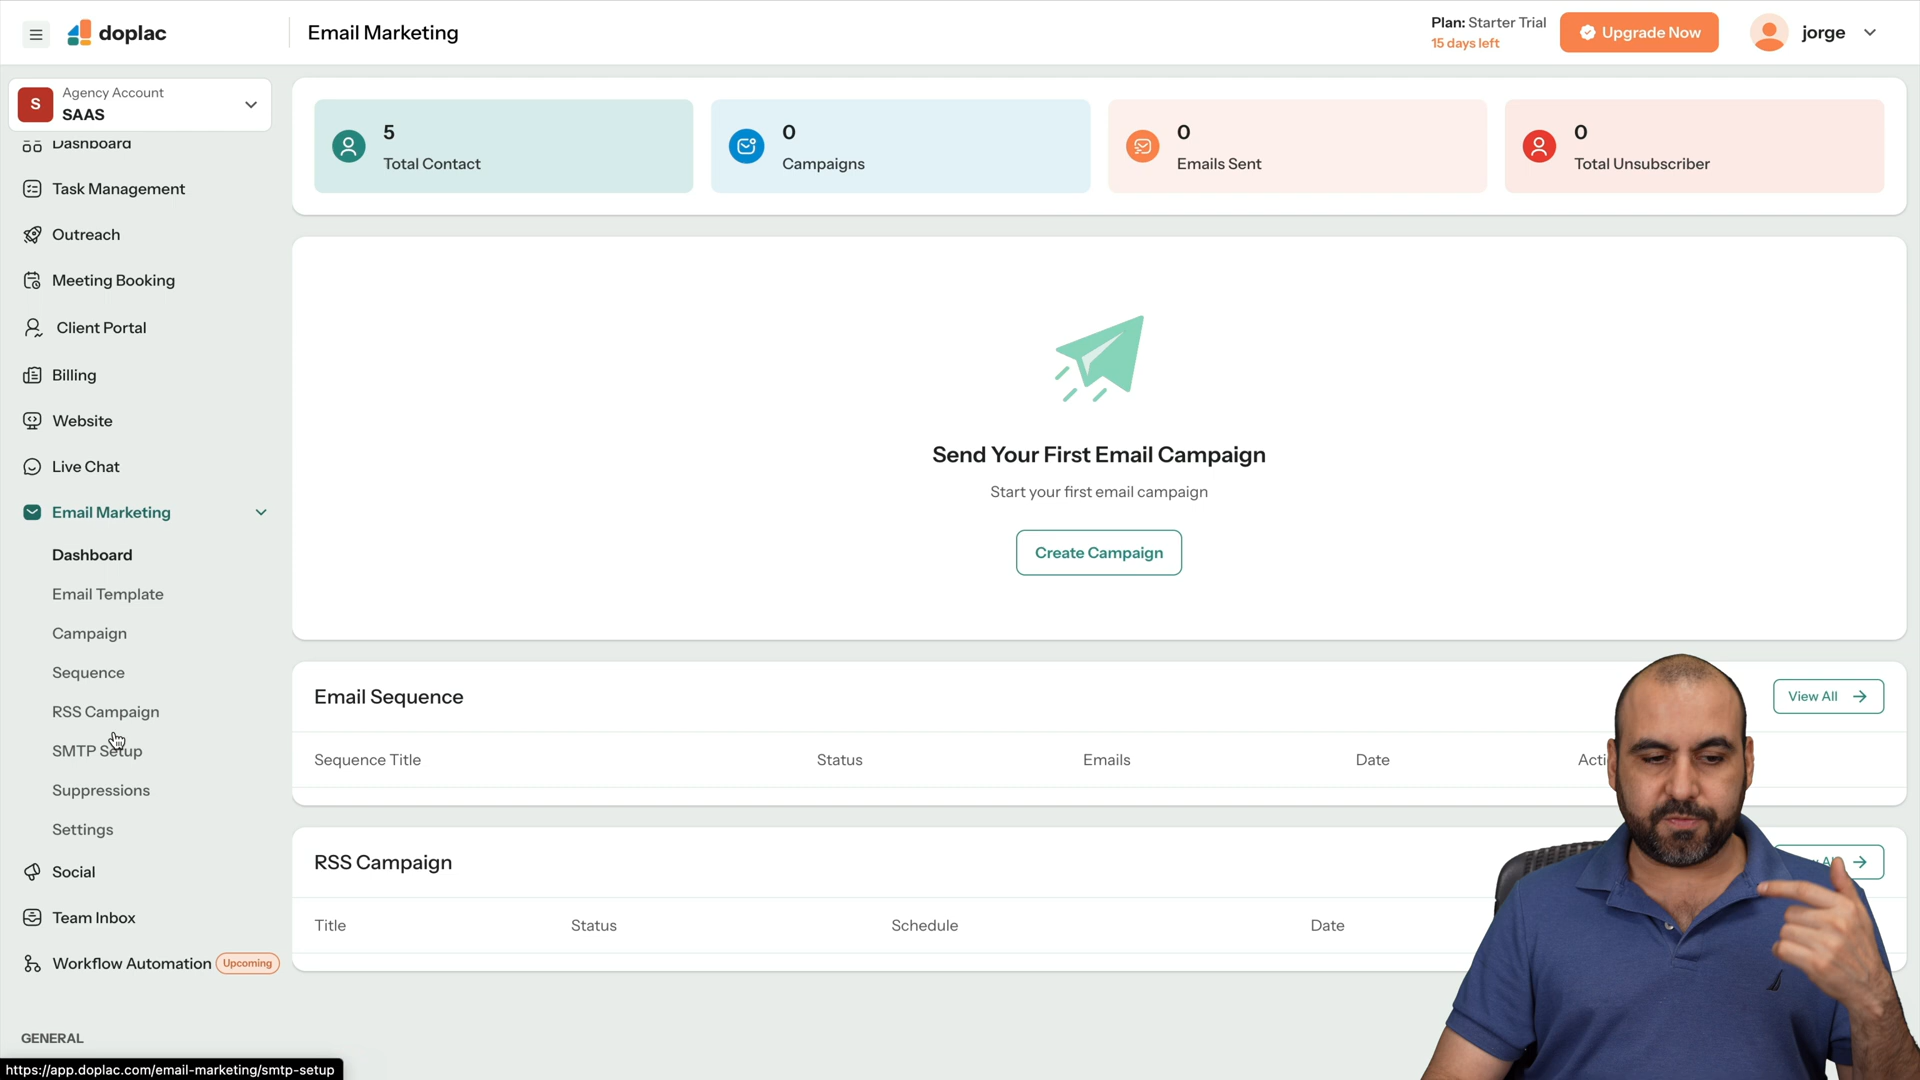 doplac
Email Marketing
Plan: Starter Trial
15 days left
Upgrade Now
jorge
S
Agency Account
SAAS
Dashboard
Task Management
Outreach
Meeting Booking
Client Portal
Billing
Website
Live Chat
Email Marketing
Dashboard
Email Template
Campaign
Sequence
RSS Campaign
SMTP Setup
Suppressions
Settings
Social
Team Inbox
Workflow Automation Upcoming
GENERAL
https://app.doplac.com/email-marketing/smtp-setup
5
Total Contact
0
Campaigns
0
Emails Sent
0
Total Unsubscriber
Send Your First Email Campaign
Start your first email campaign
Create Campaign
Email Sequence
View All
Sequence Title Status Emails Date
RSS Campaign
Title Status Schedule Date